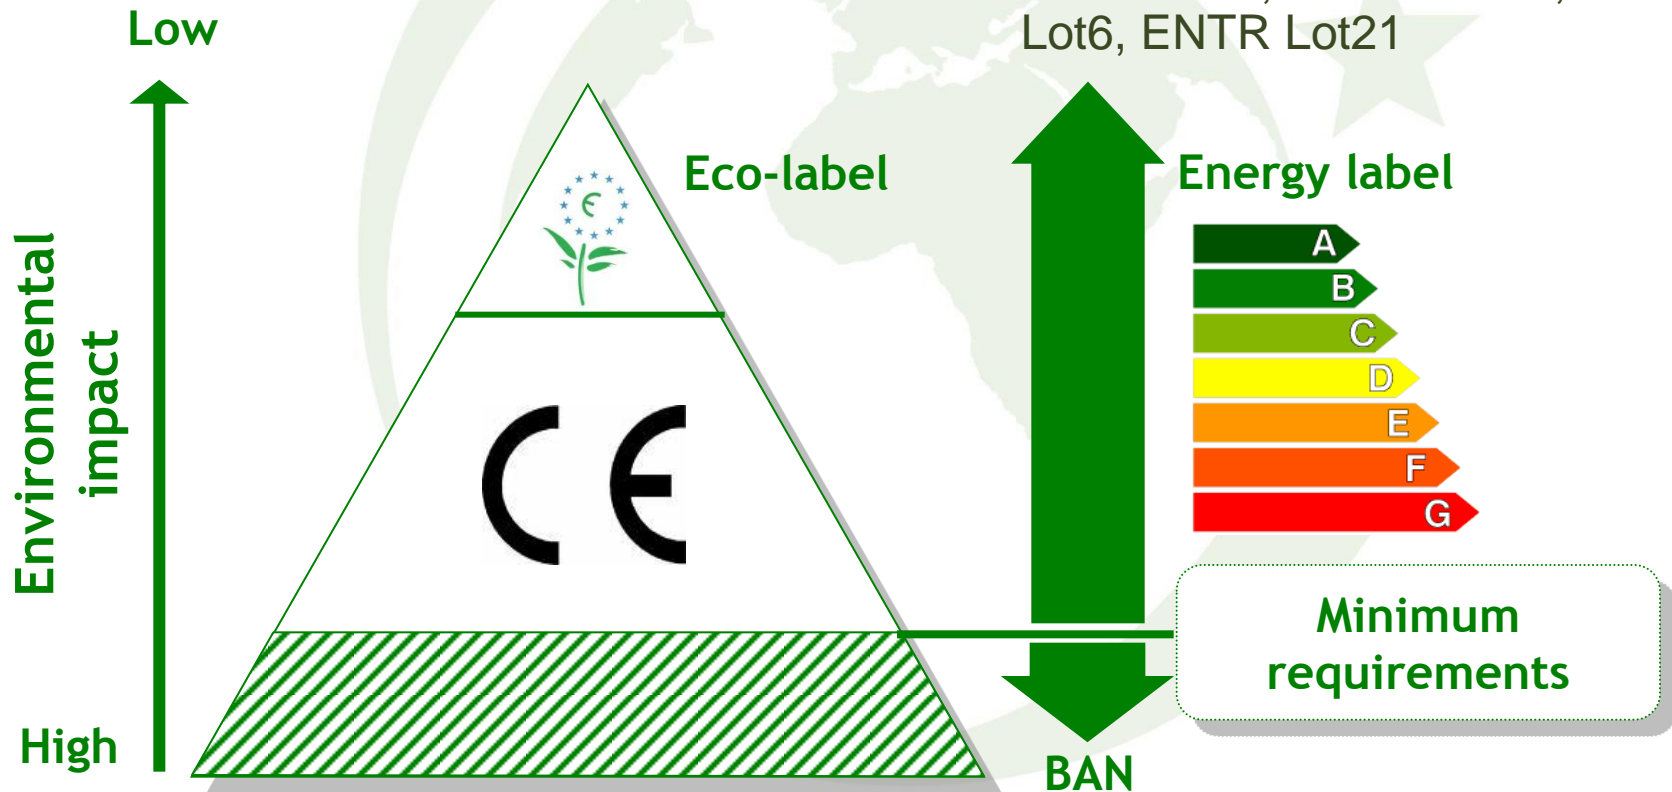 Low
Lot6, ENTR Lot21
Eco-label
Energy label
A
B
C
D
E
F
G
Environmental
impact
CE
Minimum
requirements
High
BAN